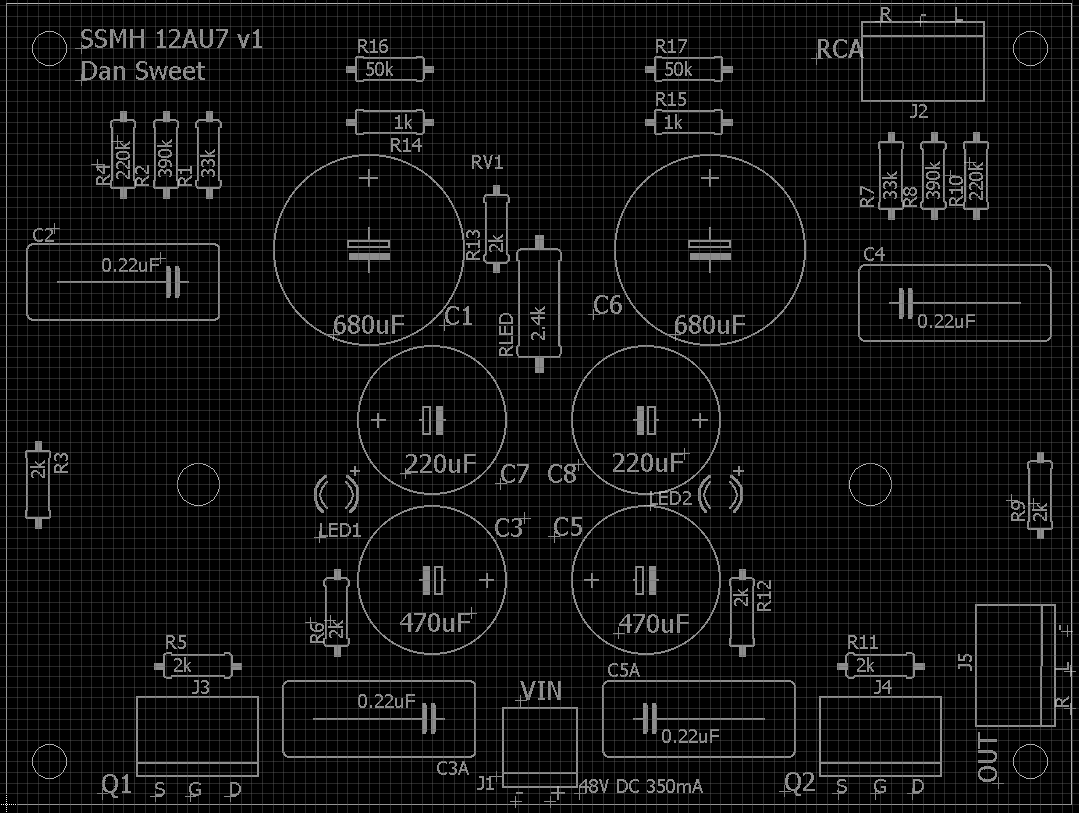 SSMH 12AU7 v1
Dan Sweet
R16
50k
R17
50k
RCA
R - L
J2
R15
1k
1k
R14
R4
220k
R2
390k
R1
33k
RV1
R7
33k
R8
390k
R10
220k
R13
2k
C2
0.22uF
C4
0.22uF
680uF
C1
RLED
2.4k
C6
680uF
220uF
C7
C8
220uF
2k
R3
LED1
LED2
R9
2k
C3
C5
470uF
470uF
R6
2k
2k
R12
R5
2k
J3
R11
2k
J4
J5
- L R
OUT
0.22uF
C3A
VIN
C5A
0.22uF
J1
- +
48V DC 350mA
Q1
S G D
Q2
S G D